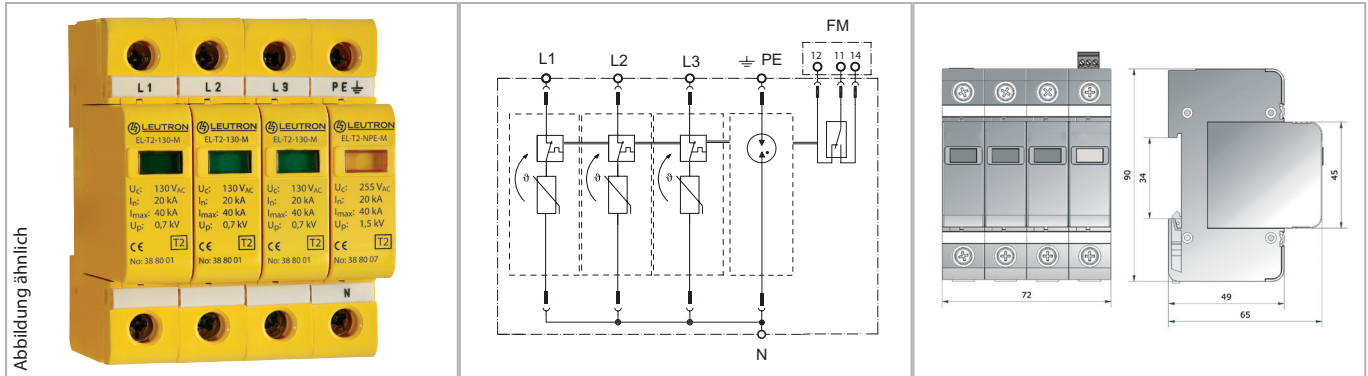 Abbildung ähnlich
L1 L2 L3 PE
LEUTRON LEUTRON LEUTRON LEUTRON
EL-T2-130-M EL-T2-130-M EL-T2-130-M EL-T2-NPE-M
Uc: 130 VAC Uc: 130 VAC Uc: 130 VAC Uc: 255 VAC
In: 20 kA In: 20 kA In: 20 kA In: 20 kA
Imax: 40 kA Imax: 40 kA Imax: 40 kA Imax: 40 kA
Up: 0,7 kV Up: 0,7 kV Up: 0,7 kV Up: 1,5 kV
CE T2 CE T2 CE T2 CE T2
No: 38 80 01 No: 38 80 01 No: 38 80 01 No: 38 80 07
N
FM
L1 L2 L3 PE 12 11 14
ϑ ϑ ϑ
N
72
90
34
45
49
65